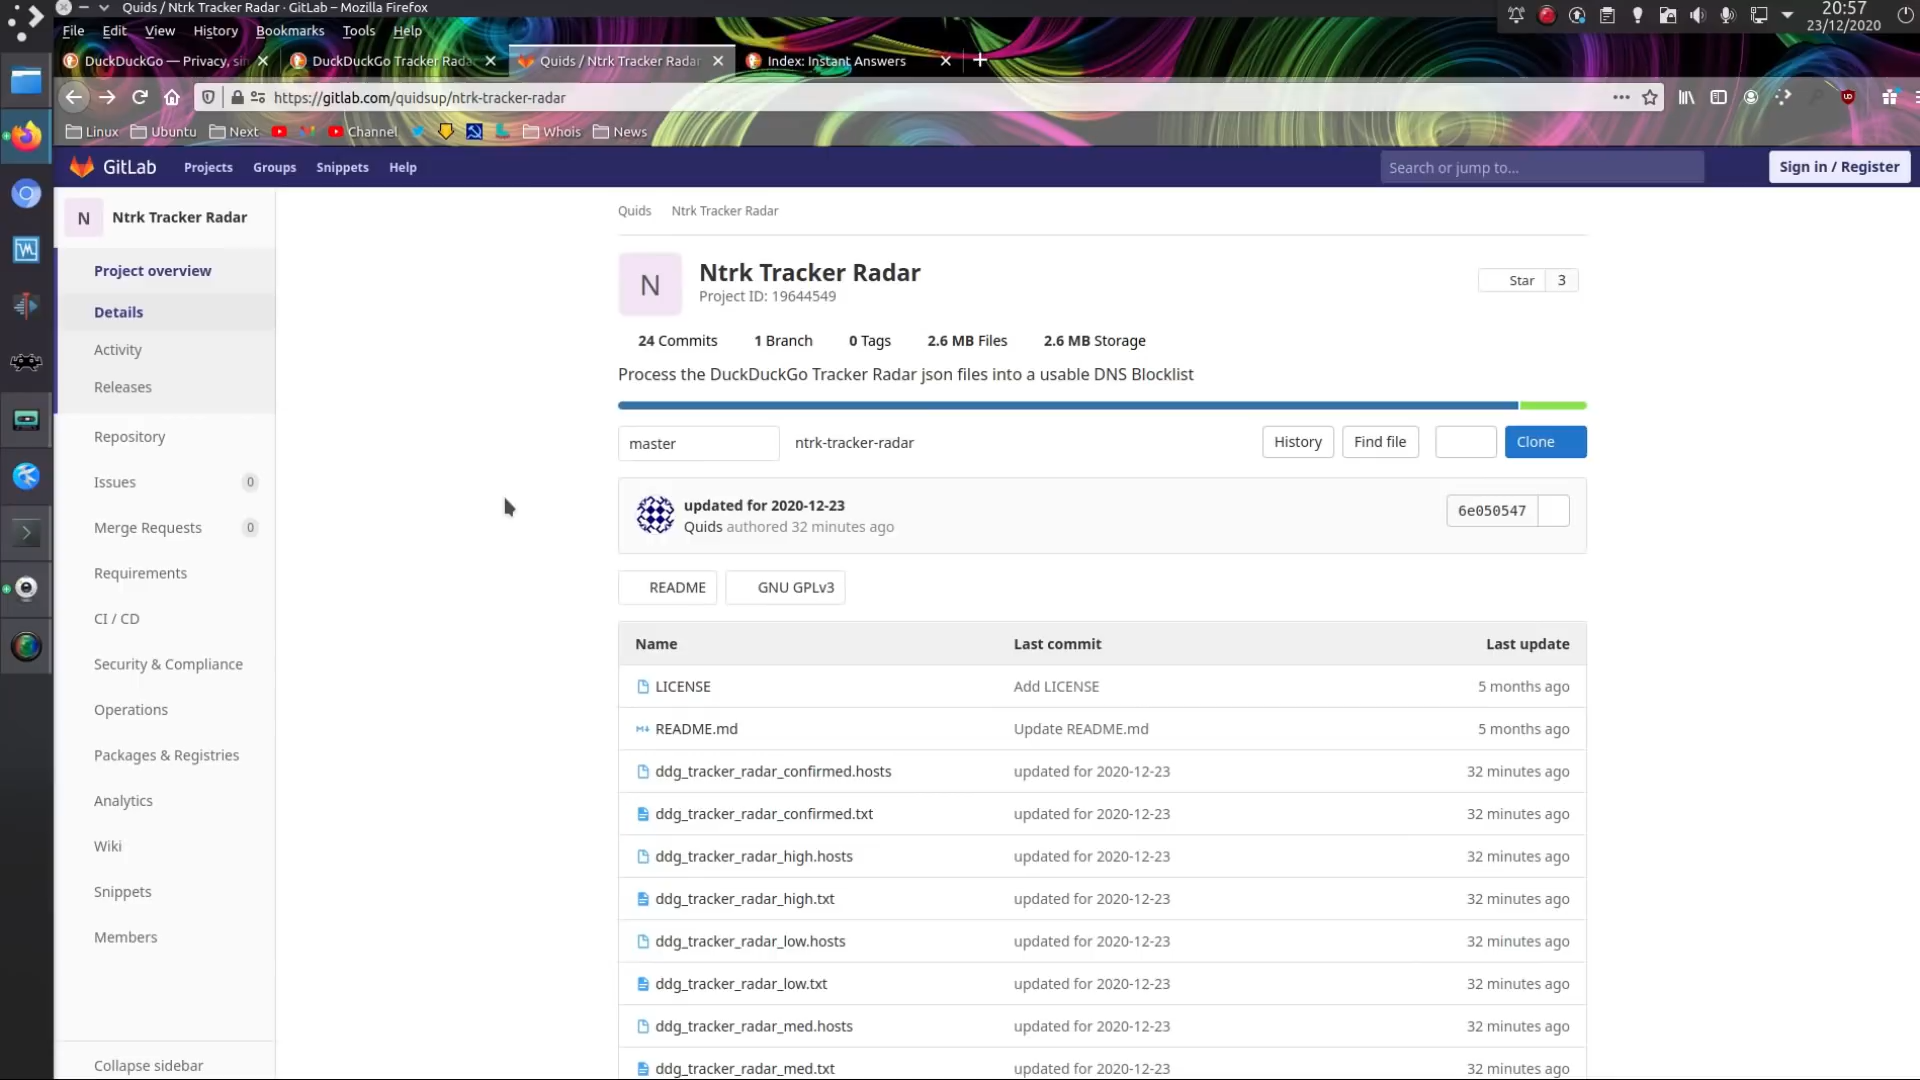 Quids / Ntrk Tracker Radar · GitLab – Mozilla Firefox
20:57
23/12/2020
File Edit View History Bookmarks Tools Help
DuckDuckGo — Privacy, sin
DuckDuckGo Tracker Rada
Quids / Ntrk Tracker Radar
Index: Instant Answers
https://gitlab.com/quidsup/ntrk-tracker-radar
Linux Ubuntu Next Channel Whois News
GitLab Projects Groups Snippets Help Search or jump to... Sign in / Register
N Ntrk Tracker Radar
Project overview
Details
Activity
Releases
Repository
Issues 0
Merge Requests 0
Requirements
CI / CD
Security & Compliance
Operations
Packages & Registries
Analytics
Wiki
Snippets
Members
Collapse sidebar
Quids Ntrk Tracker Radar
N
Ntrk Tracker Radar
Project ID: 19644549
Star 3
24 Commits 1 Branch 0 Tags 2.6 MB Files 2.6 MB Storage
Process the DuckDuckGo Tracker Radar json files into a usable DNS Blocklist
master ntrk-tracker-radar History Find file Clone
updated for 2020-12-23
Quids authored 32 minutes ago
6e050547
README GNU GPLv3
Name Last commit Last update
LICENSE Add LICENSE 5 months ago
README.md Update README.md 5 months ago
ddg_tracker_radar_confirmed.hosts updated for 2020-12-23 32 minutes ago
ddg_tracker_radar_confirmed.txt updated for 2020-12-23 32 minutes ago
ddg_tracker_radar_high.hosts updated for 2020-12-23 32 minutes ago
ddg_tracker_radar_high.txt updated for 2020-12-23 32 minutes ago
ddg_tracker_radar_low.hosts updated for 2020-12-23 32 minutes ago
ddg_tracker_radar_low.txt updated for 2020-12-23 32 minutes ago
ddg_tracker_radar_med.hosts updated for 2020-12-23 32 minutes ago
ddg_tracker_radar_med.txt updated for 2020-12-23 32 minutes ago